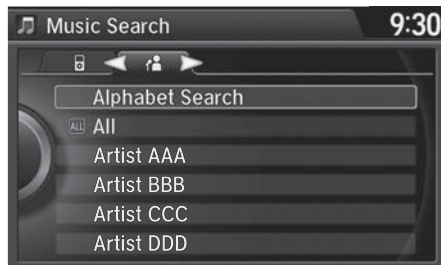 Music Search
9:30
Alphabet Search
ALL All
Artist AAA
Artist BBB
Artist CCC
Artist DDD